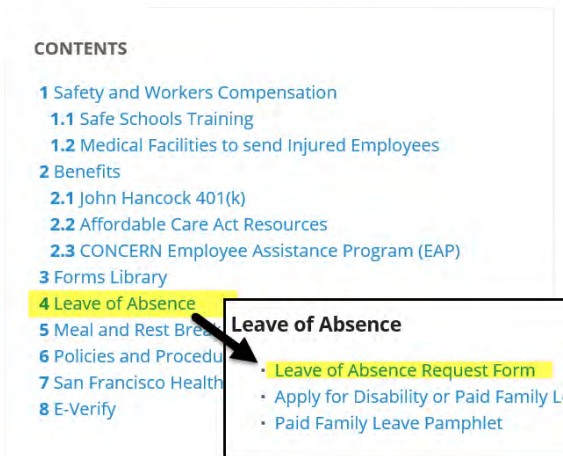 CONTENTS
1 Safety and Workers Compensation
1.1 Safe Schools Training
1.2 Medical Facilities to send Injured Employees
2 Benefits
2.1 John Hancock 401(k)
2.2 Affordable Care Act Resources
2.3 CONCERN Employee Assistance Program (EAP)
3 Forms Library
4 Leave of Absence
5 Meal and Rest
6 Policies and
7 San Francisco Health
8 E-Verify
Leave of Absence
· Leave of Absence Request Form
· Apply for Disability or Paid Family
· Paid Family Leave Pamphlet